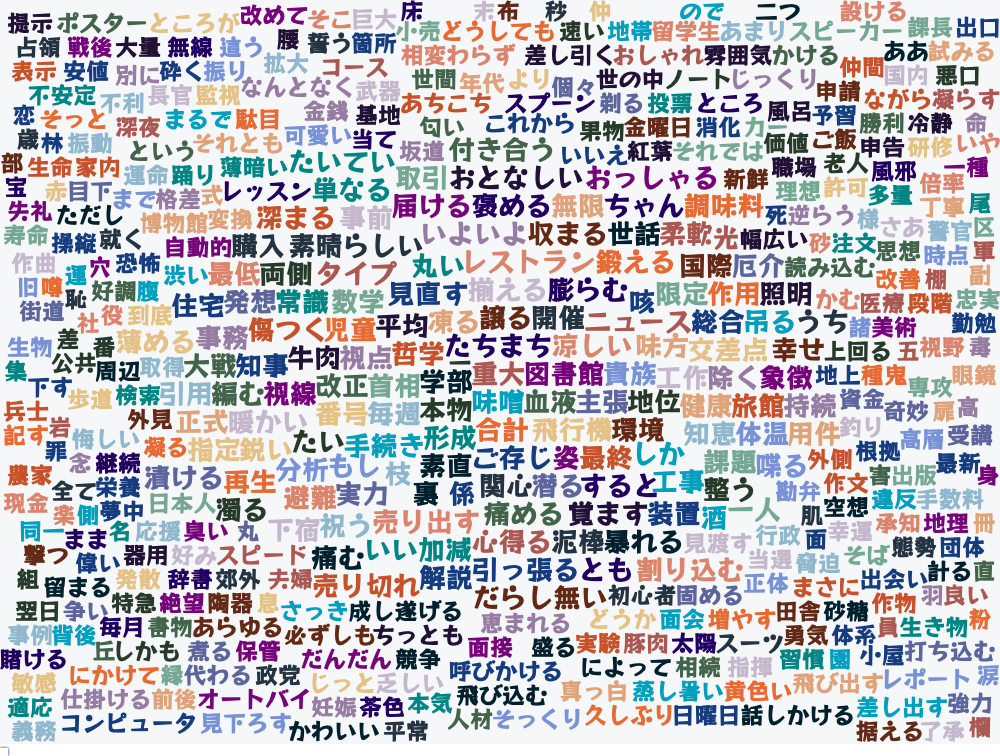 提示 ポスター ところが 改めて そこ 巨大 床 末 布 秒 仲 ので 二つ 設ける
占領 戦後 大量 無線 違う 腰 誓う 箇所 小売 どうしても 速い 地帯 留学生 あまり スピーカー 課長 出口
表示 安値 別に 砕く 振り 拡大 コース 相変わらず 差し引く おしゃれ 雰囲気 かける 仲間 ああ 試みる
不安定 不利 長官 監視 なんとなく 武器 世間 年代 より 個々 世の中 ノート じっくり 申請 国内 悪口
恋 そっと 深夜 まるで 駄目 金銭 基地 あちこち スプーン 剃る 投票 ところ 風呂 予習 ながら 凝らす
歳 林 振動 という それとも 可愛い 当て 匂い これから 果物 金曜日 消化 カー 価値 ご飯 勝利 冷静 命
部 生命 家内 運命 踊り 薄暗い たいてい 坂道 付き合う いいえ 紅葉 それでは 職場 老人 申告 研修 いや
宝 赤 目下 まで 格差 式 レッスン 単なる 取引 おとなしい おっしゃる 新鮮 理想 許可 風邪 多量 倍率 一種
失礼 ただし 博物館 変換 深まる 事前 届ける 褒める 無限 ちゃん 調味料 死 逆らう 様 さあ 丁寧 警官 尾
寿命 操縦 就く 自動的 購入 素晴らしい いよいよ 収まる 世話 柔軟 光 幅広い 砂 注文 思想 時点 区 軍
作曲 運 穴 恐怖 渋い 最低 両側 タイプ 丸い レストラン 鍛える 国際 厄介 読み込む 改善 棚 副
旧 噂 恥 好調 腹 住宅 発想 常識 数学 見直す 揃える 膨らむ 咳 限定 作用 照明 かむ 医療 段階 忠実
街道 社 役 到底 薄める 事務 傷つく 児童 平均 凍る 譲る 開催 ニュース 総合 吊る うち 諸 美術 勤勉
生物 差 番 公共 周辺 取得 大戦 知事 牛肉 視点 哲学 たちまち 涼しい 味方 交差点 幸せ 上回る 五 視野 毒
集 下す 歩道 検索 引用 編む 視線 改正 首相 学部 重大 図書館 貴族 工作 除く 象徴 地上 種 鬼 専攻 眼鏡
兵士 岩 外見 正式 暖かい 番号 毎週 本物 味噌 血液 主張 地位 健康 旅館 持続 資金 奇妙 扉 高
記す 罪 悔しい 凝る 指定 鋭い たい 手続き 形成 合計 飛行機 環境 知恵 体温 用件 釣り 高層 受講
農家 念 継続 漬ける 再生 分析 もし 枝 素直 ご存じ 姿 最終 しか 課題 喋る 外側 根拠 害 出版 最新 身
現金 全て 栄養 楽 側 夢中 日本人 濁る 避難 実力 裏 係 関心 潜る すると 工事 整う 勘弁 作文 空想 違反 手数料
同一 まま 名 応援 臭い 丸 下宿 祝う 売り出す 痛める 覚ます 装置 酒 一人 肌 行政 面 幸運 承知 地理 冊
撃つ 偉い 器用 好み スピード 痛む いい加減 心得る 泥棒 暴れる 見渡す 当選 脅迫 そば 態勢 団体
組 留まる 発散 辞書 郊外 夫婦 売り切れ 解説 引っ張る とも 割り込む 正体 まさに 出会い 計る 直
翌日 争い 特急 絶望 陶器 息 さっき 成し遂げる だらし無い 初心者 固める 田舎 砂糖 作物 羽 良い
事例 背後 毎月 書物 あらゆる 必ずしも ちっとも 恵まれる どうか 面会 増やす 勇気 体系 員 生き物 粉
賭ける 丘 しかも 煮る 保管 だんだん 競争 面接 盛る 実験 豚肉 太陽 スーツ 習慣 園 小屋 打ち込む
敏感 にかけて 縁 代わる 政党 じっと 乏しい 呼びかける によって 相続 指揮 飛び出す レポート 涙
適応 仕掛ける 前後 オートバイ 妊娠 茶色 本気 飛び込む 真っ白 蒸し暑い 黄色い 差し出す 強力
義務 コンピュータ 見下ろす かわいい 平常 人材 そっくり 久しぶり 日曜日 話しかける 据える 了承 欄